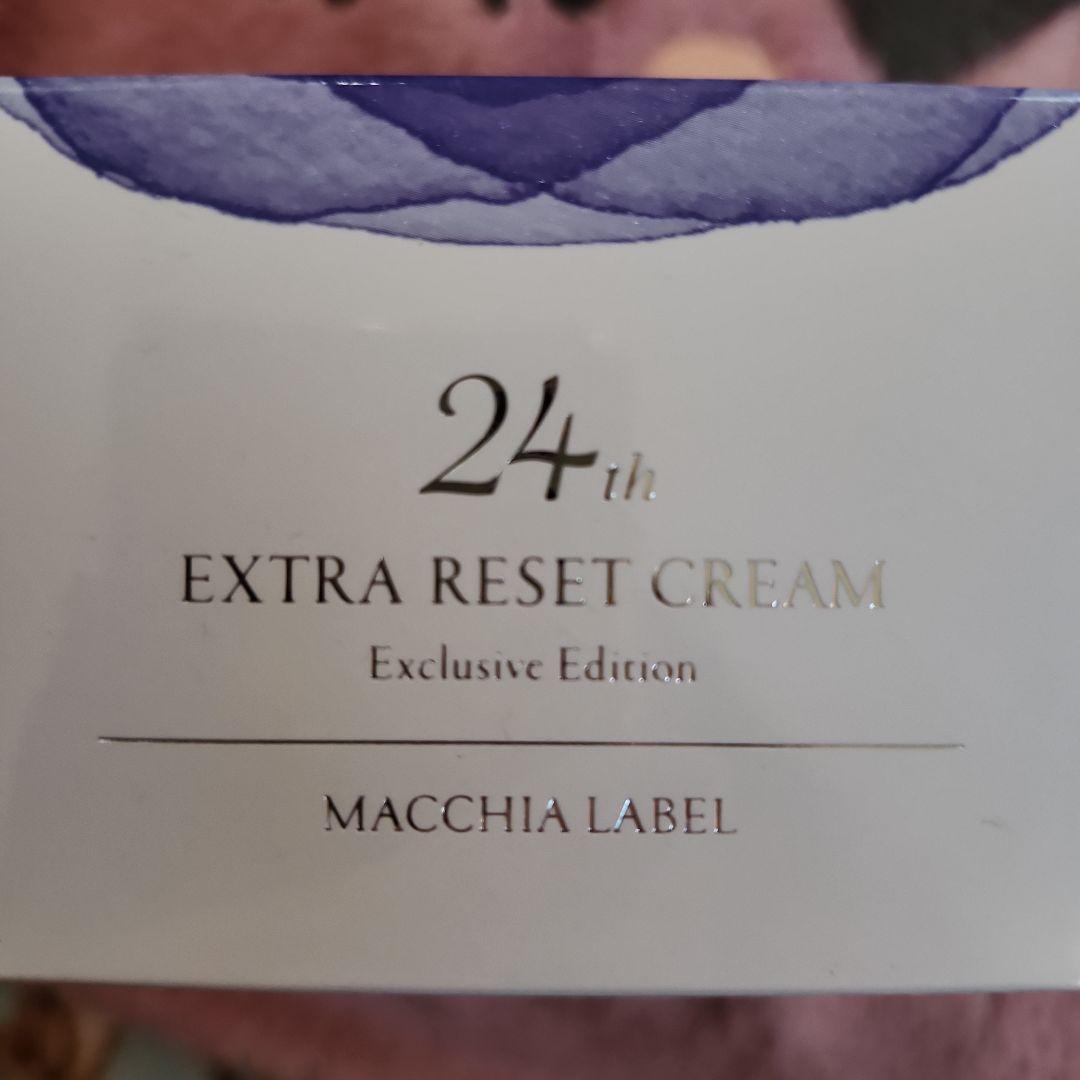 24th
EXTRA RESET CREAM
Exclusive Edition
MACCHIA LABEL